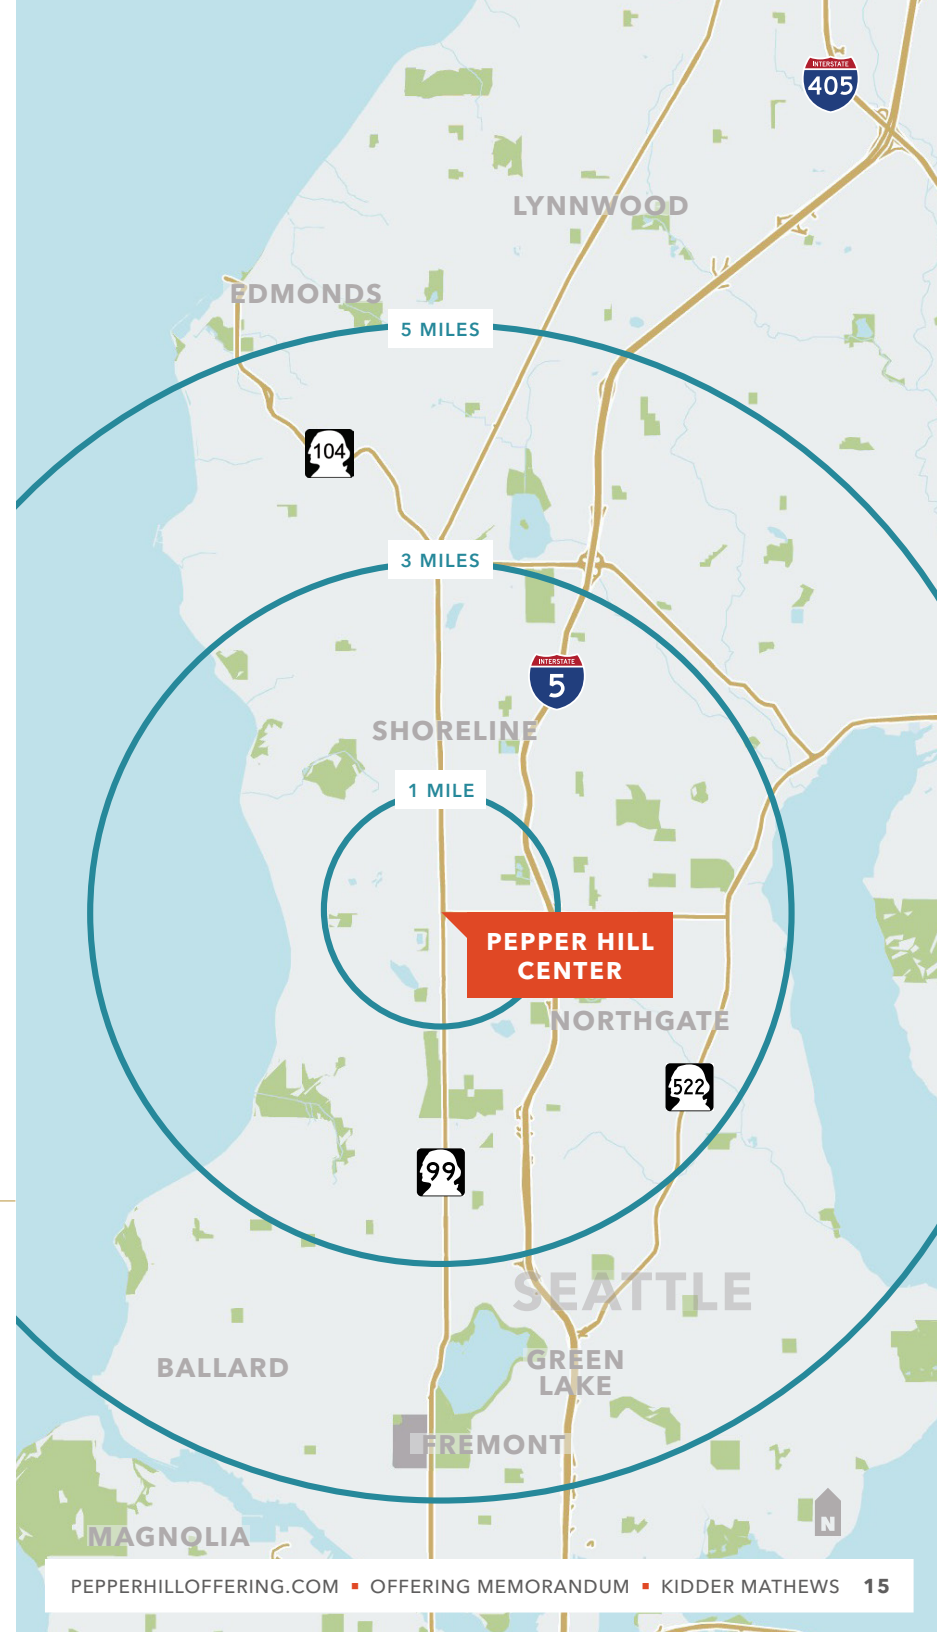 INTERSTATE
405
LYNNWOOD
EDMONDS
5 MILES
104
3 MILES
INTERSTATE
5
SHORELINE
1 MILE
PEPPER HILL
CENTER
NORTHGATE
522
99
SEATTLE
BALLARD
GREEN
LAKE
FREMONT
N
MAGNOLIA
PEPPERHILLOFFERING.COM ▪ OFFERING MEMORANDUM ▪ KIDDER MATHEWS 15